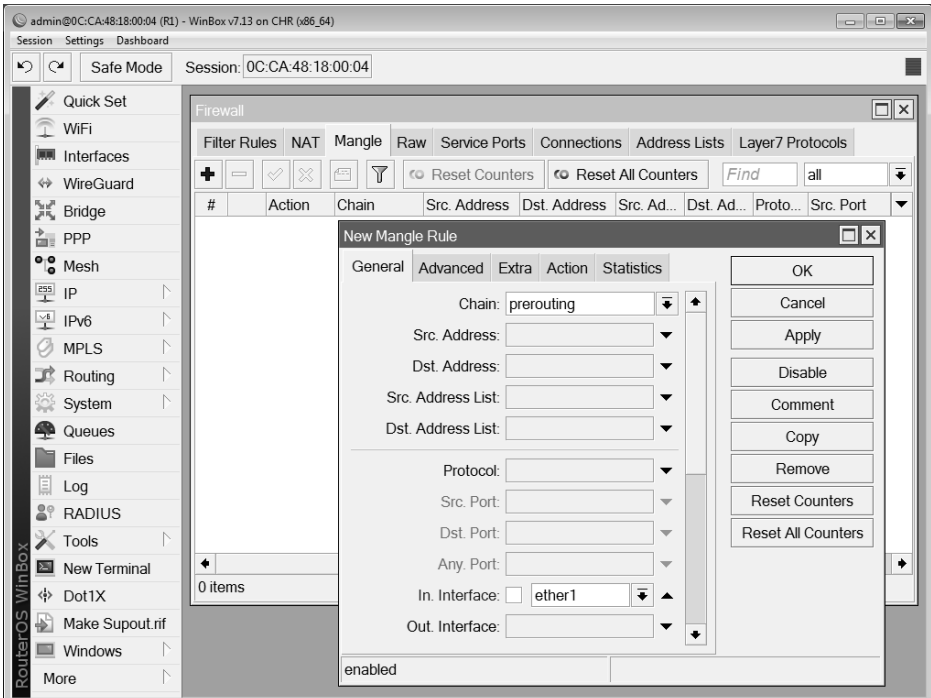 admin@0C:CA:48:18:00:04 (R1) - WinBox v7.13 on CHR (x86_64)
Session Settings Dashboard
Safe Mode Session: 0C:CA:48:18:00:04
Quick Set
WiFi
Interfaces
WireGuard
Bridge
PPP
Mesh
IP
IPv6
MPLS
Routing
System
Queues
Files
Log
RADIUS
Tools
New Terminal
Dot1X
Make Supout.rif
Windows
More
RouterOS WinBox
Firewall
Filter Rules NAT Mangle Raw Service Ports Connections Address Lists Layer7 Protocols
Reset Counters Reset All Counters Find all
# Action Chain Src. Address Dst. Address Src. Ad... Dst. Ad... Proto... Src. Port
0 items
New Mangle Rule
General Advanced Extra Action Statistics
Chain: prerouting
Src. Address:
Dst. Address:
Src. Address List:
Dst. Address List:
Protocol:
Src. Port:
Dst. Port:
Any. Port:
In. Interface: ether1
Out. Interface:
enabled
OK
Cancel
Apply
Disable
Comment
Copy
Remove
Reset Counters
Reset All Counters